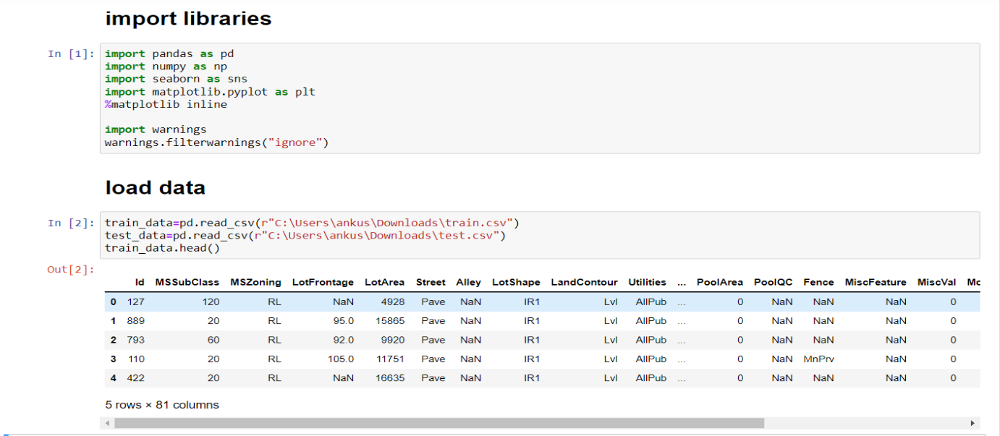 import libraries
In [1]: import pandas as pd
import numpy as np
import seaborn as sns
import matplotlib.pyplot as plt
%matplotlib inline
import warnings
warnings.filterwarnings("ignore")
load data
In [2]: train_data=pd.read_csv(r"C:\Users\ankus\Downloads\train.csv")
test_data=pd.read_csv(r"C:\Users\ankus\Downloads\test.csv")
train_data.head()
Out[2]:
Id MSSubClass MSZoning LotFrontage LotArea Street Alley LotShape LandContour Utilities ... PoolArea PoolQC Fence MiscFeature MiscVal Mc
0 127 120 RL NaN 4928 Pave NaN IR1 Lvl AllPub ... 0 NaN NaN NaN 0
1 889 20 RL 95.0 15865 Pave NaN IR1 Lvl AllPub ... 0 NaN NaN NaN 0
2 793 60 RL 92.0 9920 Pave NaN IR1 Lvl AllPub ... 0 NaN NaN NaN 0
3 110 20 RL 105.0 11751 Pave NaN IR1 Lvl AllPub ... 0 NaN MnPrv NaN 0
4 422 20 RL NaN 16635 Pave NaN IR1 Lvl AllPub ... 0 NaN NaN NaN 0
5 rows × 81 columns